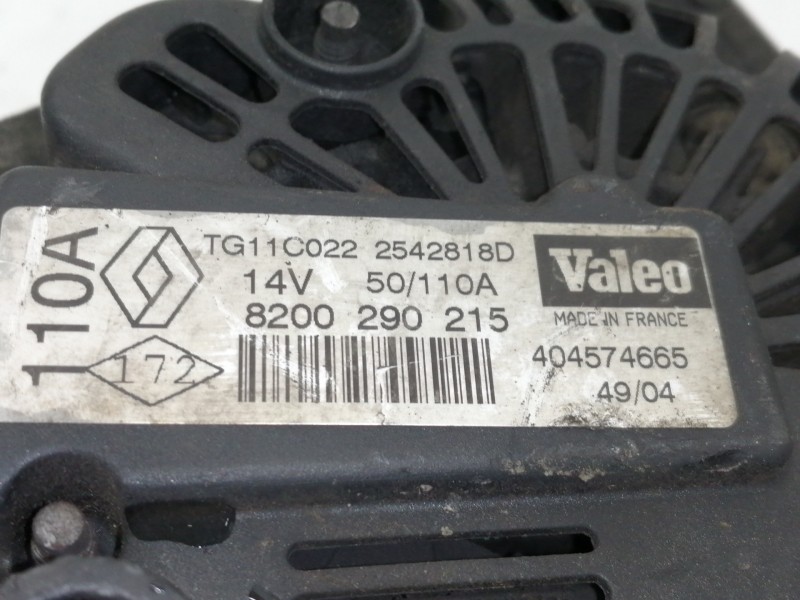 110A
TG11C022 2542818D
14V 50/110A
8200 290 215
172
Valeo
MADE IN FRANCE
404574665
49/04